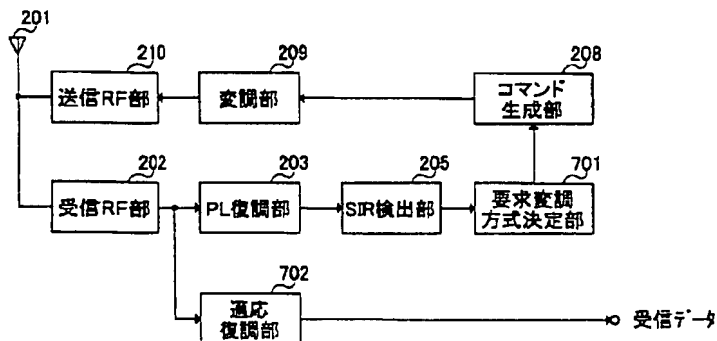 201
210
送信RF部
209
変調部
208
コマンド
生成部
202
受信RF部
203
PL復調部
205
SIR検出部
701
要求変調
方式決定部
702
適応
復調部
受信データ